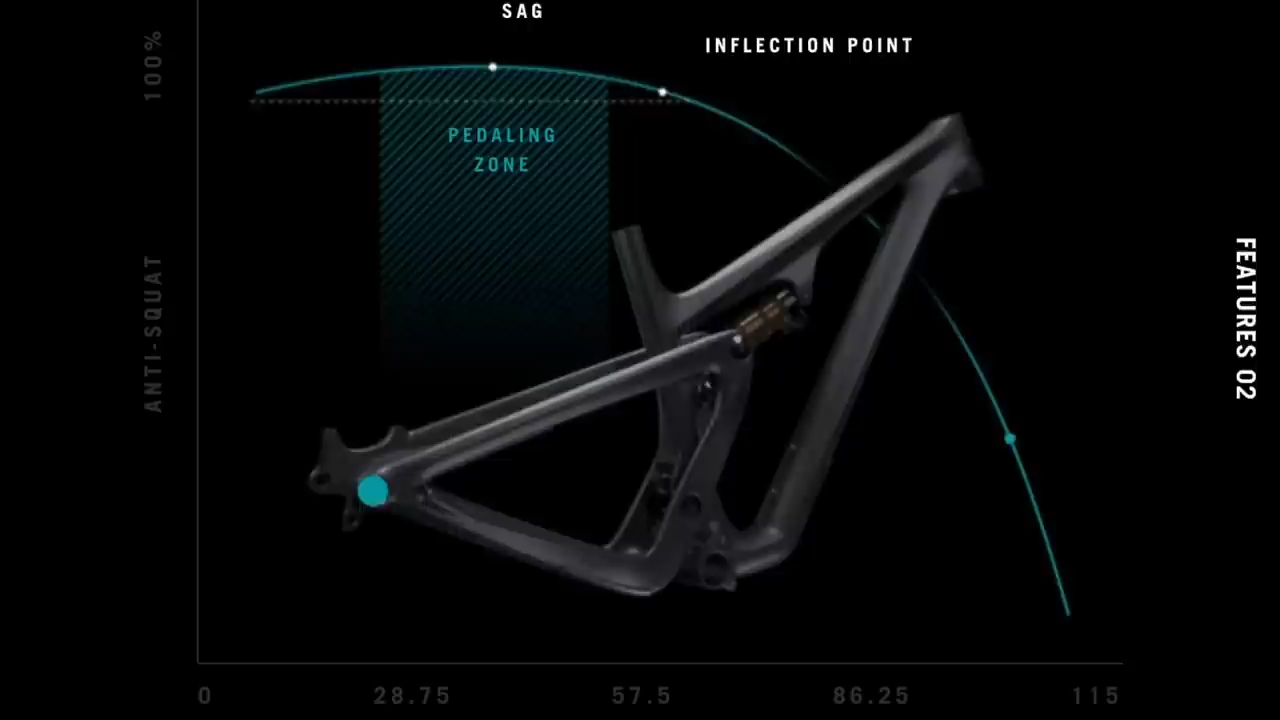 SAG
INFLECTION POINT
100%
PEDALING
ZONE
ANTI-SQUAT
FEATURES 02
0
28.75
57.5
86.25
115